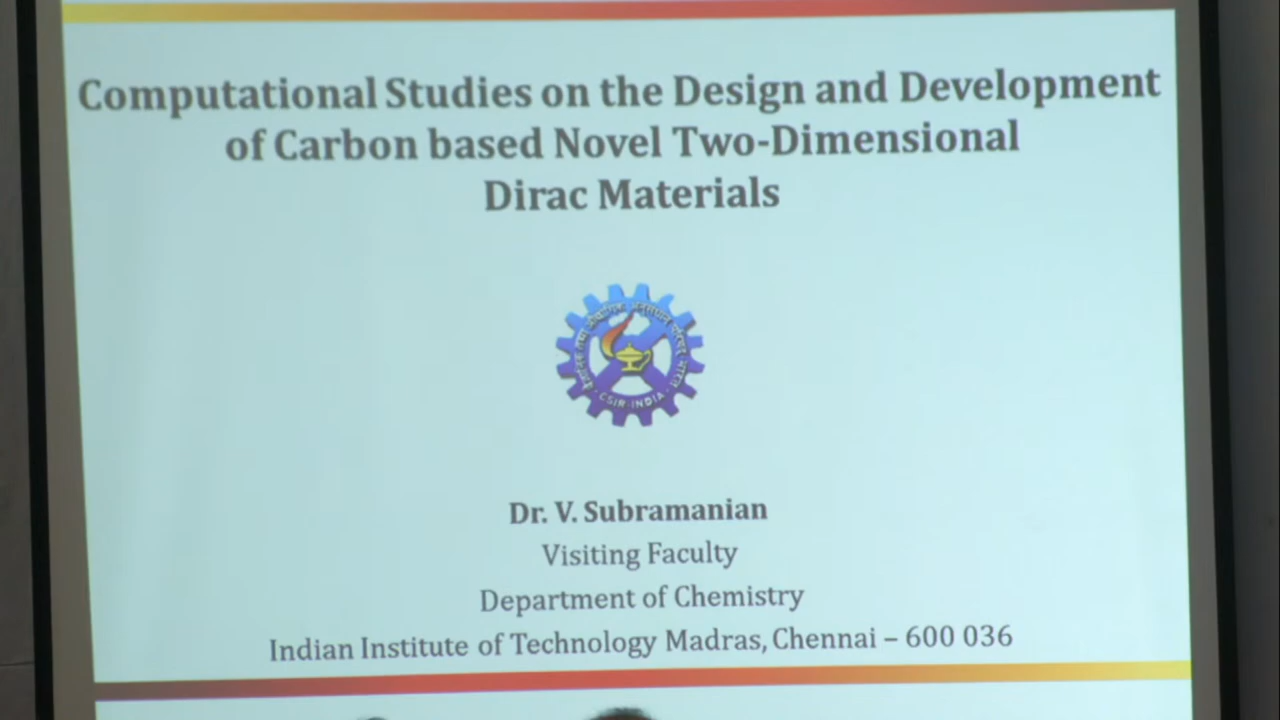 Computational Studies on the Design and Development
of Carbon based Novel Two-Dimensional
Dirac Materials
CSIR-INDIA
Dr. V. Subramanian
Visiting Faculty
Department of Chemistry
Indian Institute of Technology Madras, Chennai – 600 036